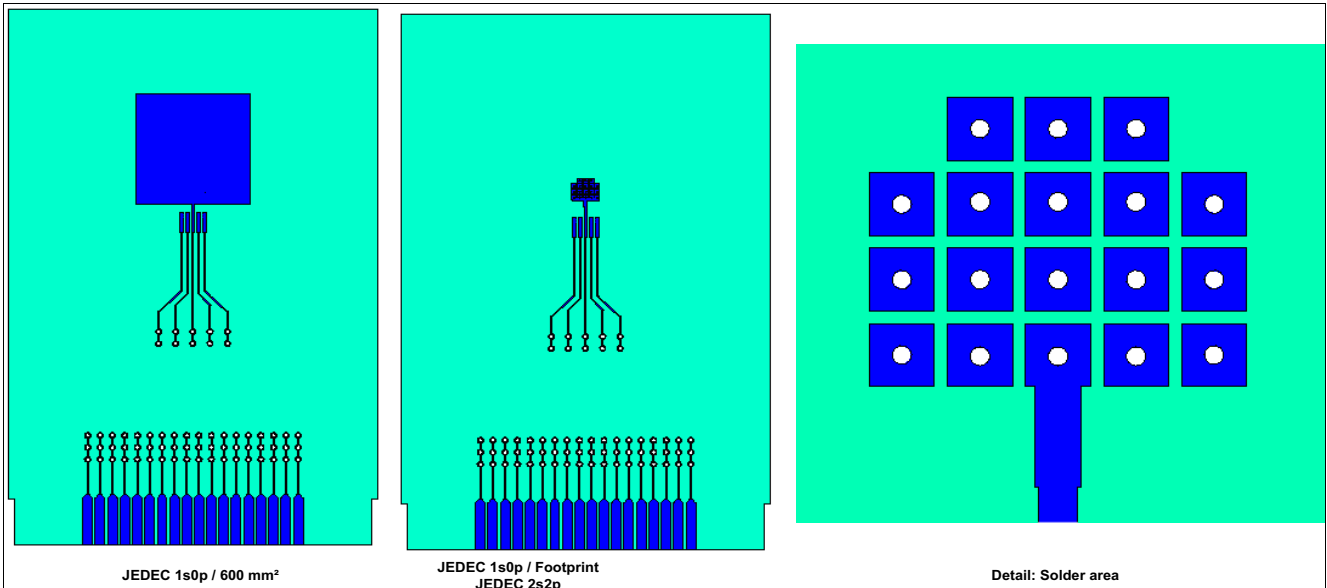 JEDEC 1s0p / 600 mm²
JEDEC 1s0p / Footprint
JEDEC 2s2p
Detail: Solder area